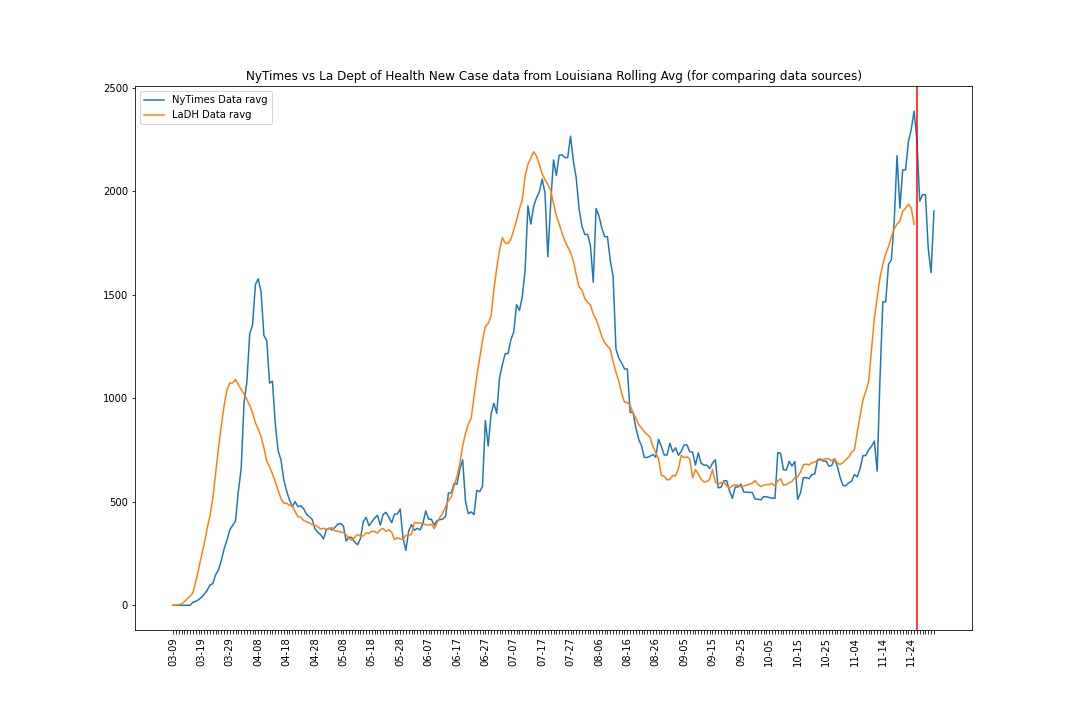 NyTimes vs La Dept of Health New Case data from Louisiana Rolling Avg (for comparing data sources)
NyTimes Data ravg
LaDH Data ravg
2500
2000
1500
1000
500
0
03-09 03-19 03-29 04-08 04-18 04-28 05-08 05-18 05-28 06-07 06-17 06-27 07-07 07-17 07-27 08-06 08-16 08-26 09-05 09-15 09-25 10-05 10-15 10-25 11-04 11-14 11-24